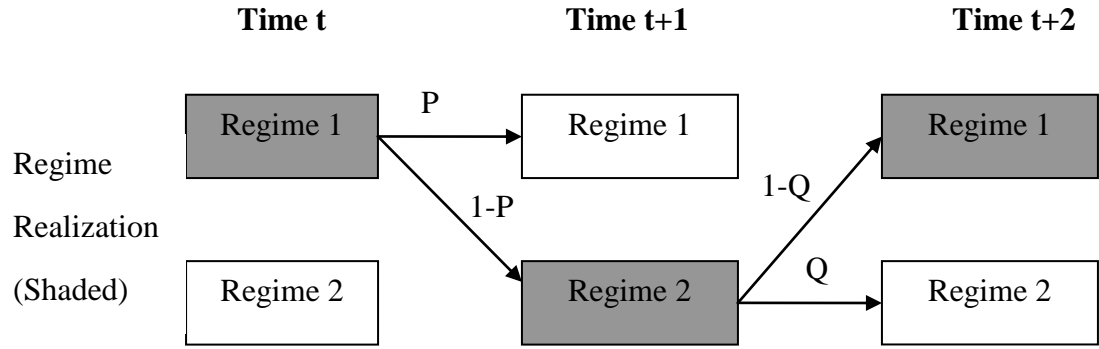 Time t
Time t+1
Time t+2
Regime 1
P
Regime 1
Regime 1
Regime
Realization
(Shaded)
1-P
1-Q
Regime 2
Regime 2
Q
Regime 2